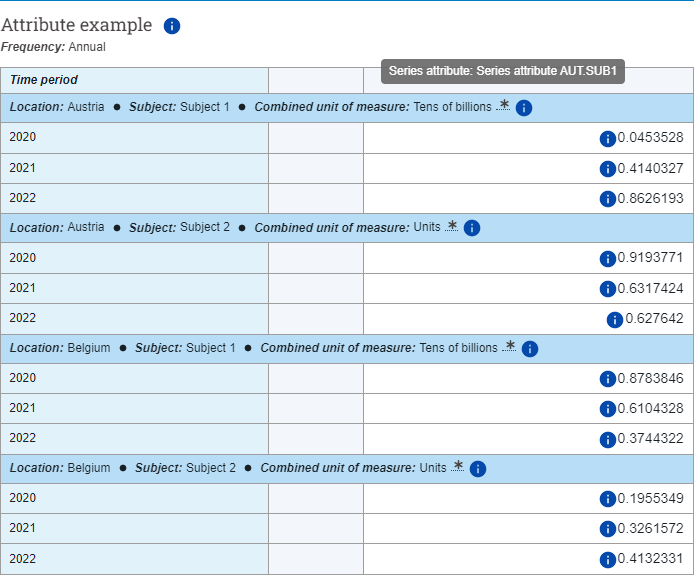 Attribute example
Frequency: Annual
Series attribute: Series attribute AUT.SUB1
Time period
Location: Austria ● Subject: Subject 1 ● Combined unit of measure: Tens of billions *
2020 0.0453528
2021 0.4140327
2022 0.8626193
Location: Austria ● Subject: Subject 2 ● Combined unit of measure: Units *
2020 0.9193771
2021 0.6317424
2022 0.627642
Location: Belgium ● Subject: Subject 1 ● Combined unit of measure: Tens of billions *
2020 0.8783846
2021 0.6104328
2022 0.3744322
Location: Belgium ● Subject: Subject 2 ● Combined unit of measure: Units *
2020 0.1955349
2021 0.3261572
2022 0.4132331